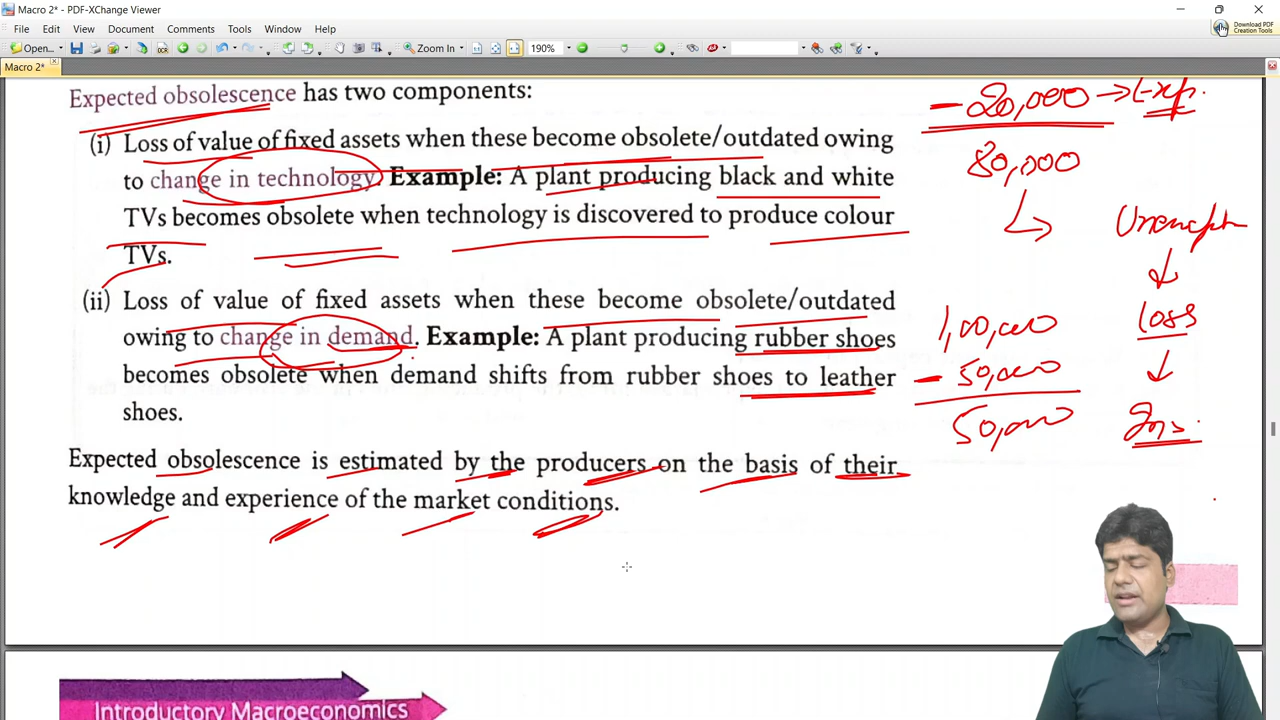 Macro 2* - PDF-XChange Viewer
File Edit View Document Comments Tools Window Help
Download PDF
Creation Tools
Open... Zoom In 190%
Macro 2*
Expected obsolescence has two components:
(i) Loss of value of fixed assets when these become obsolete/outdated owing
to change in technology. Example: A plant producing black and white
TVs becomes obsolete when technology is discovered to produce colour
TVs.
(ii) Loss of value of fixed assets when these become obsolete/outdated
owing to change in demand. Example: A plant producing rubber shoes
becomes obsolete when demand shifts from rubber shoes to leather
shoes.
Expected obsolescence is estimated by the producers on the basis of their
knowledge and experience of the market conditions.
- 20,000 → Exp.
80,000
1,00,000
- 50,000
50,000
Loss
Ins.
Introductory Macroeconomics